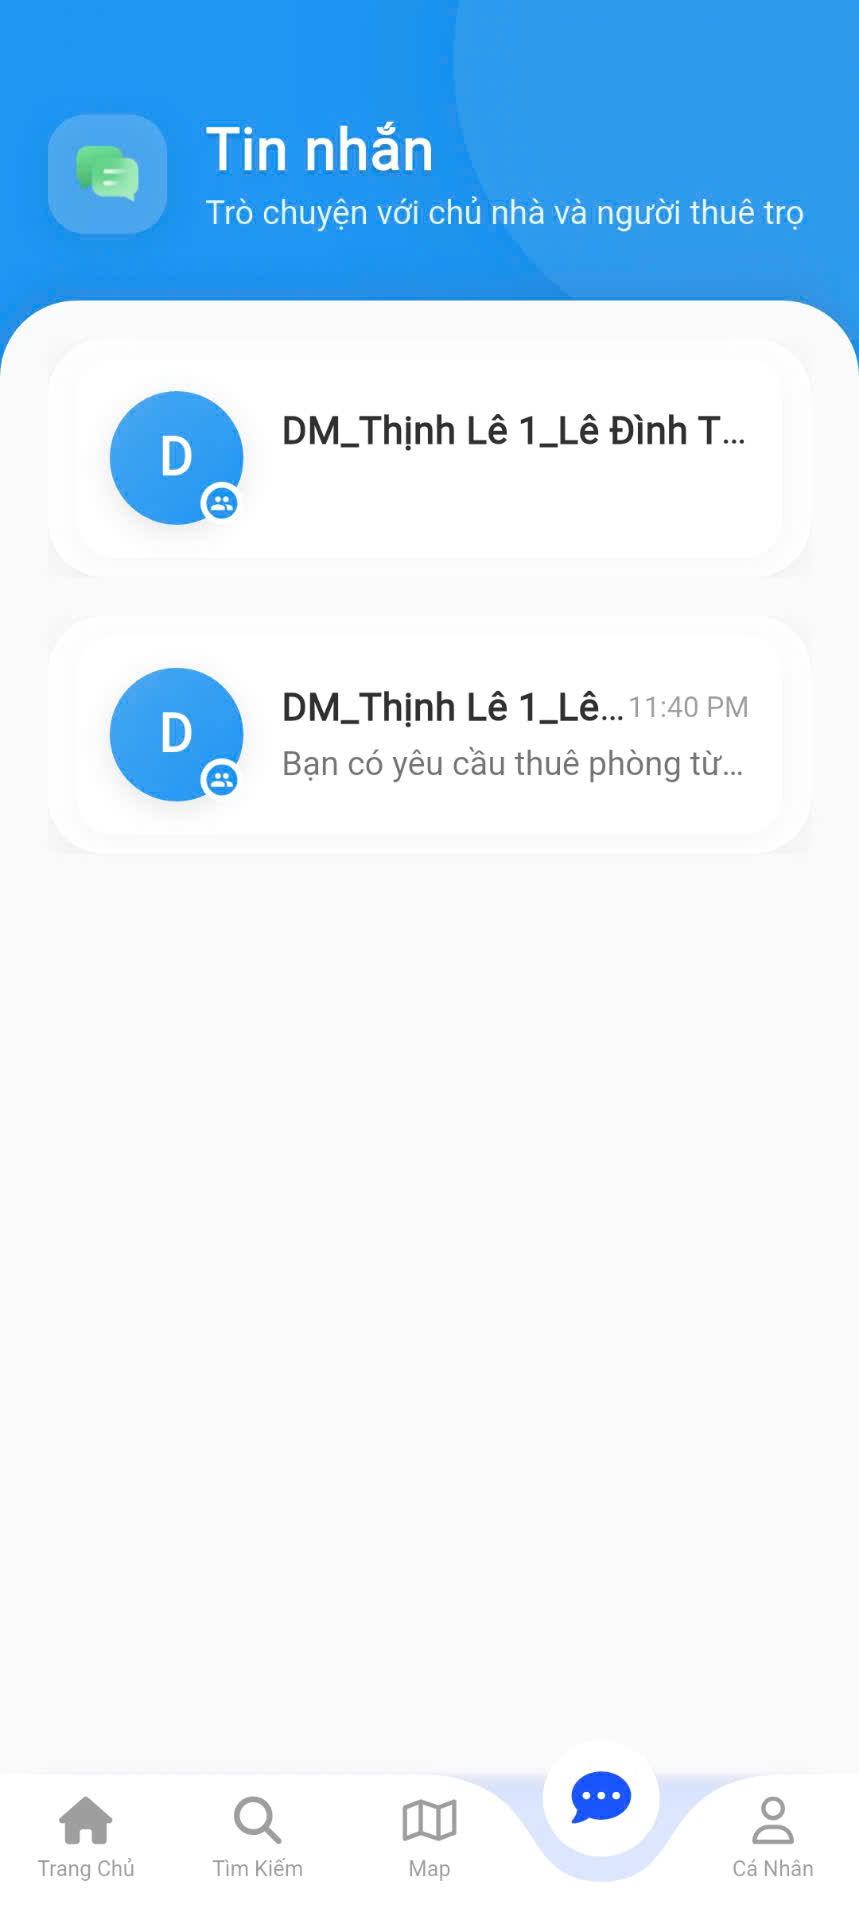 Tin nhắn
Trò chuyện với chủ nhà và người thuê trọ
D
DM_Thịnh Lê 1_Lê Đình T...
D
DM_Thịnh Lê 1_Lê... 11:40 PM
Bạn có yêu cầu thuê phòng từ...
Trang Chủ
Tìm Kiếm
Map
Cá Nhân